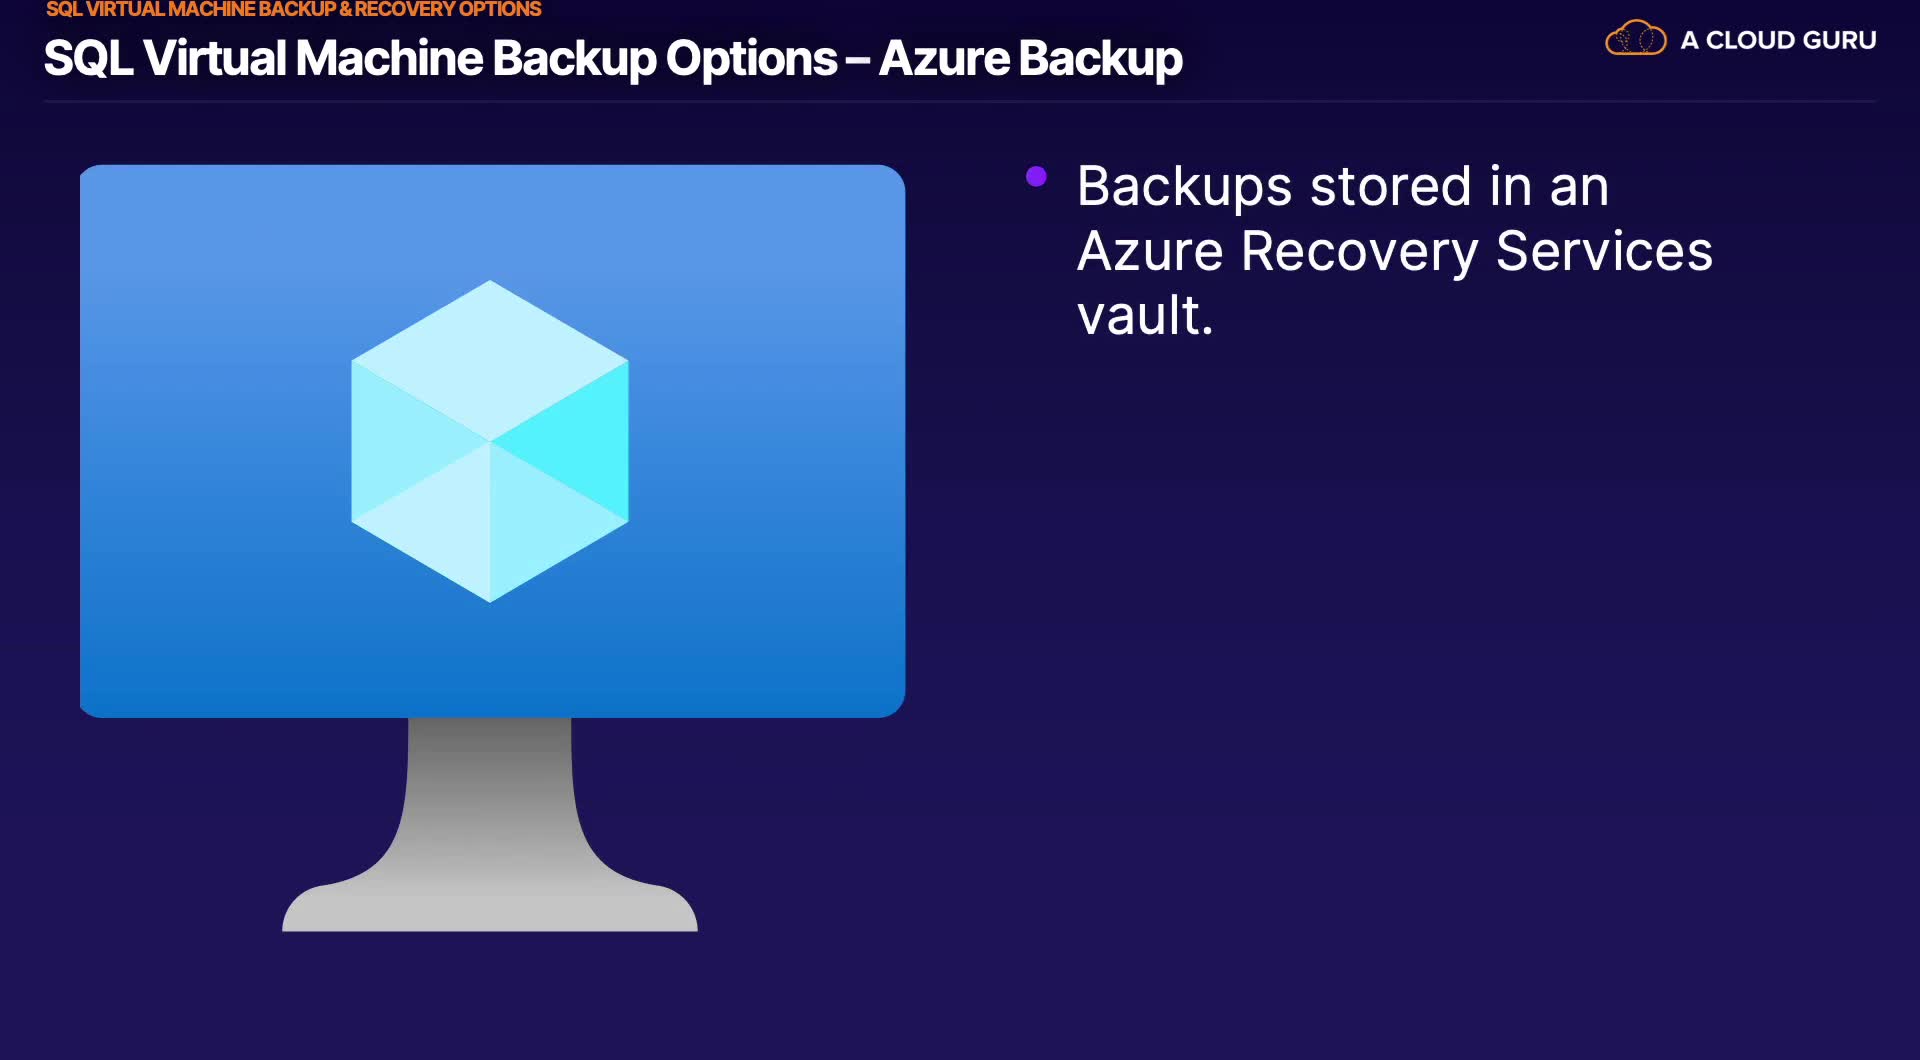 SQL VIRTUAL MACHINE BACKUP & RECOVERY OPTIONS
SQL Virtual Machine Backup Options – Azure Backup
A CLOUD GURU
Backups stored in an
Azure Recovery Services
vault.